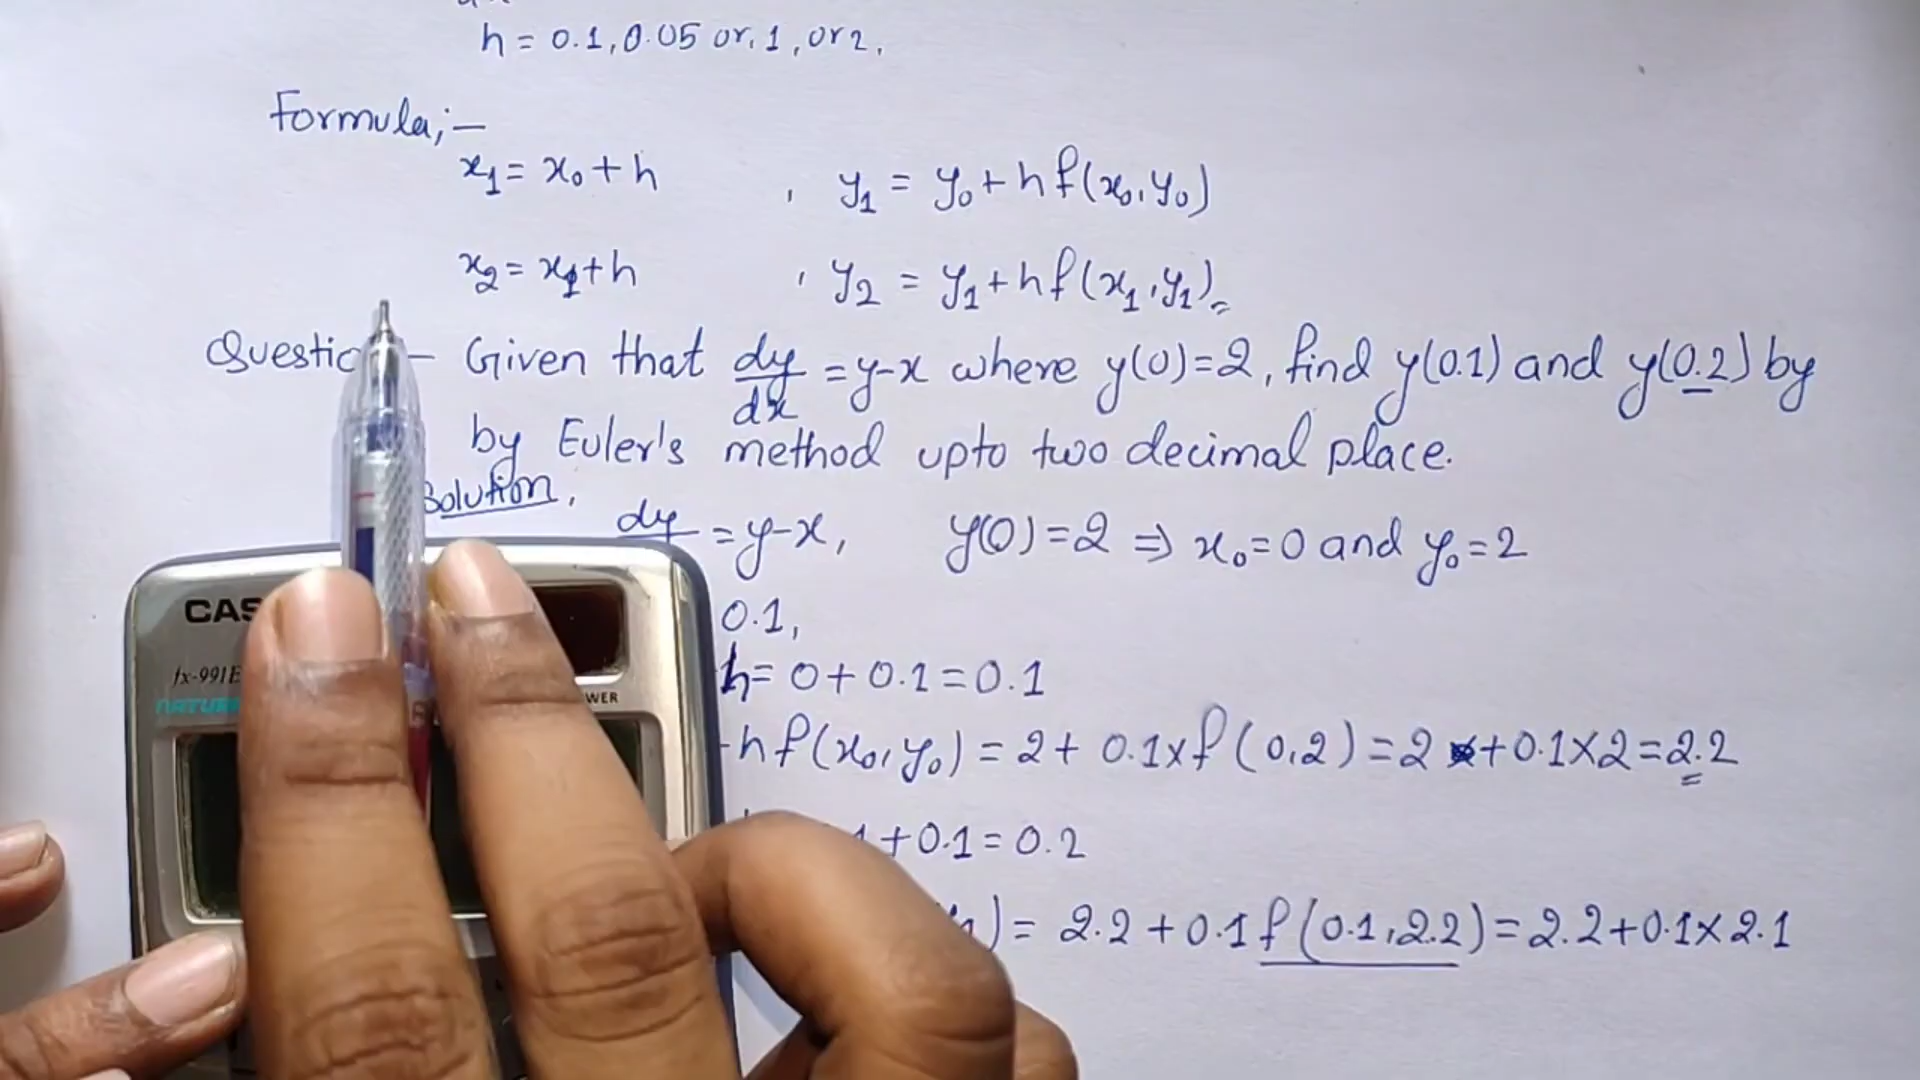 h = 0.1, 0.05 or, 1, or 2,
Formula;—
x₁ = x₀ + h , y₁ = y₀ + h f(x₀, y₀)
x₂ = x₁ + h , y₂ = y₁ + h f(x₁, y₁)
Questio — Given that dy/dx = y-x where y(0)=2, find y(0.1) and y(0.2) by
by Euler's method upto two decimal place.
Solution,
dy = y-x, y(0)=2 ⇒ x₀=0 and y₀=2
0.1,
h = 0 + 0.1 = 0.1
h f(x₀, y₀) = 2 + 0.1 x f(0,2) = 2 + 0.1 x 2 = 2.2
1 + 0.1 = 0.2
) = 2.2 + 0.1 f(0.1, 2.2) = 2.2 + 0.1 x 2.1
CAS
fx-991E
NATU
WER